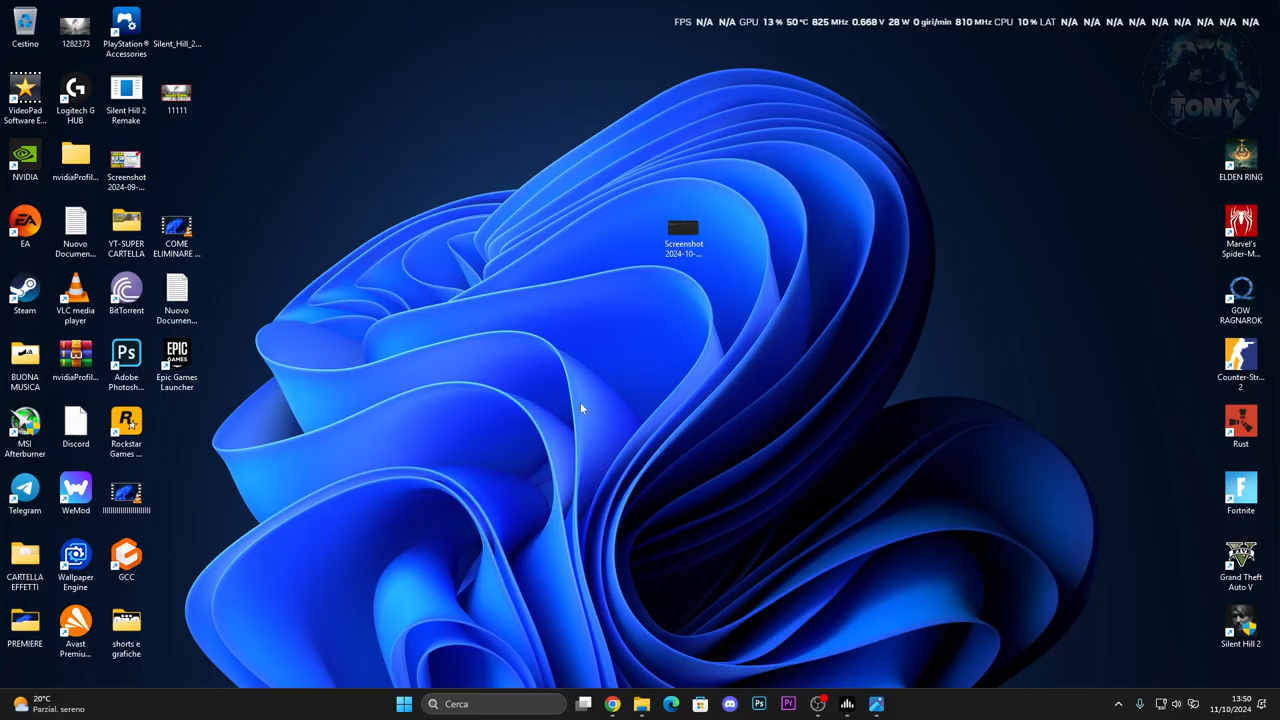 FPS N/A N/A GPU 13 % 50 °C 825 MHz 0.668 V 28 W 0 giri/min 810 MHz CPU 10 % LAT N/A N/A N/A N/A N/A N/A N/A N/A N/A
TONY
Cestino
1282373
PlayStation®
Accessories
Silent_Hill_2...
VideoPad
Software E...
Logitech G
HUB
Silent Hill 2
Remake
11111
NVIDIA
nvidiaProfil...
Screenshot
2024-09-...
ELDEN RING
EA
Nuovo
Documen...
YT-SUPER
CARTELLA
COME
ELIMINARE ...
Screenshot
2024-10-...
Marvel's
Spider-M...
Steam
VLC media
player
BitTorrent
Nuovo
Documen...
GOW
RAGNAROK
BUONA
MUSICA
nvidiaProfil...
Ps
Adobe
Photosh...
EPIC
GAMES
Epic Games
Launcher
Counter-Str...
2
MSI
Afterburner
Discord
Rockstar
Games ...
Rust
Telegram
WeMod
Fortnite
CARTELLA
EFFETTI
Wallpaper
Engine
GCC
Grand Theft
Auto V
PREMIERE
Avast
Premiu...
shorts e
grafiche
Silent Hill 2
20°C
Parzial. sereno
Cerca
Ps
Pr
13:50
11/10/2024